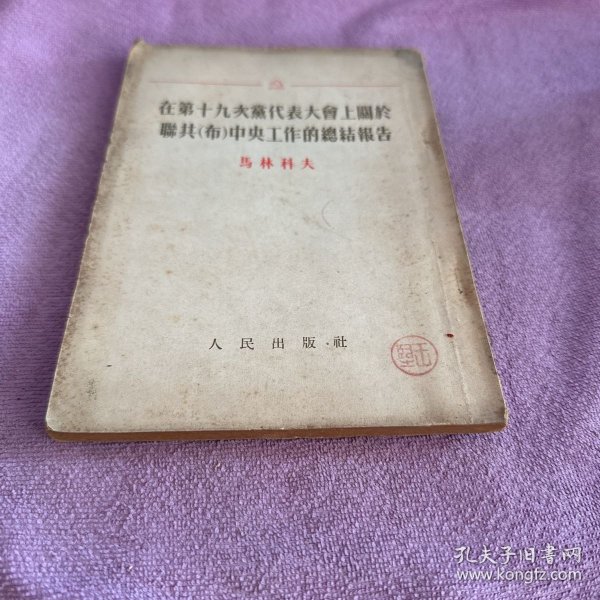 在第十九次黨代表大會上關於
聯共(布)中央工作的總結報告
馬林科夫
人民出版社
孔夫子旧書网
www.kongfz.com